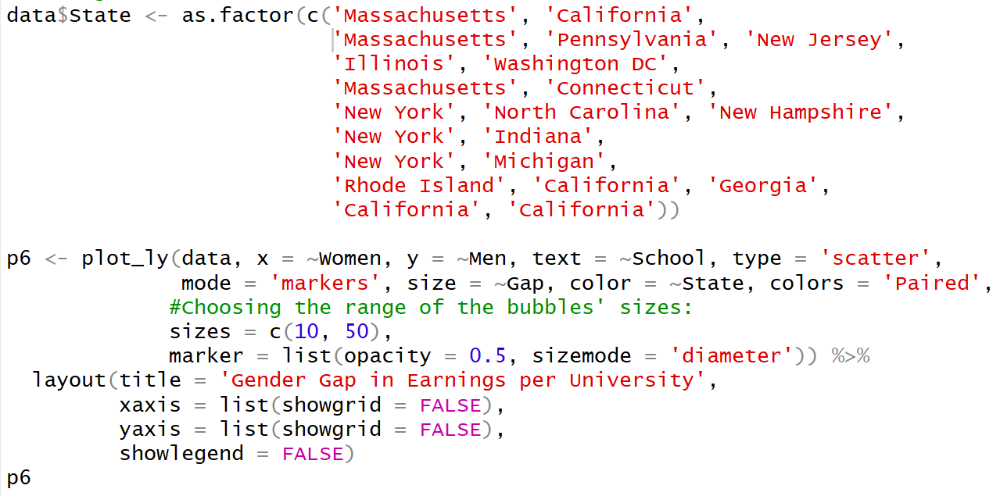 data$State <- as.factor(c('Massachusetts', 'California',
'Massachusetts', 'Pennsylvania', 'New Jersey',
'Illinois', 'Washington DC',
'Massachusetts', 'Connecticut',
'New York', 'North Carolina', 'New Hampshire',
'New York', 'Indiana',
'New York', 'Michigan',
'Rhode Island', 'California', 'Georgia',
'California', 'California'))
p6 <- plot_ly(data, x = ~Women, y = ~Men, text = ~School, type = 'scatter',
mode = 'markers', size = ~Gap, color = ~State, colors = 'Paired',
#Choosing the range of the bubbles' sizes:
sizes = c(10, 50),
marker = list(opacity = 0.5, sizemode = 'diameter')) %>%
layout(title = 'Gender Gap in Earnings per University',
xaxis = list(showgrid = FALSE),
yaxis = list(showgrid = FALSE),
showlegend = FALSE)
p6